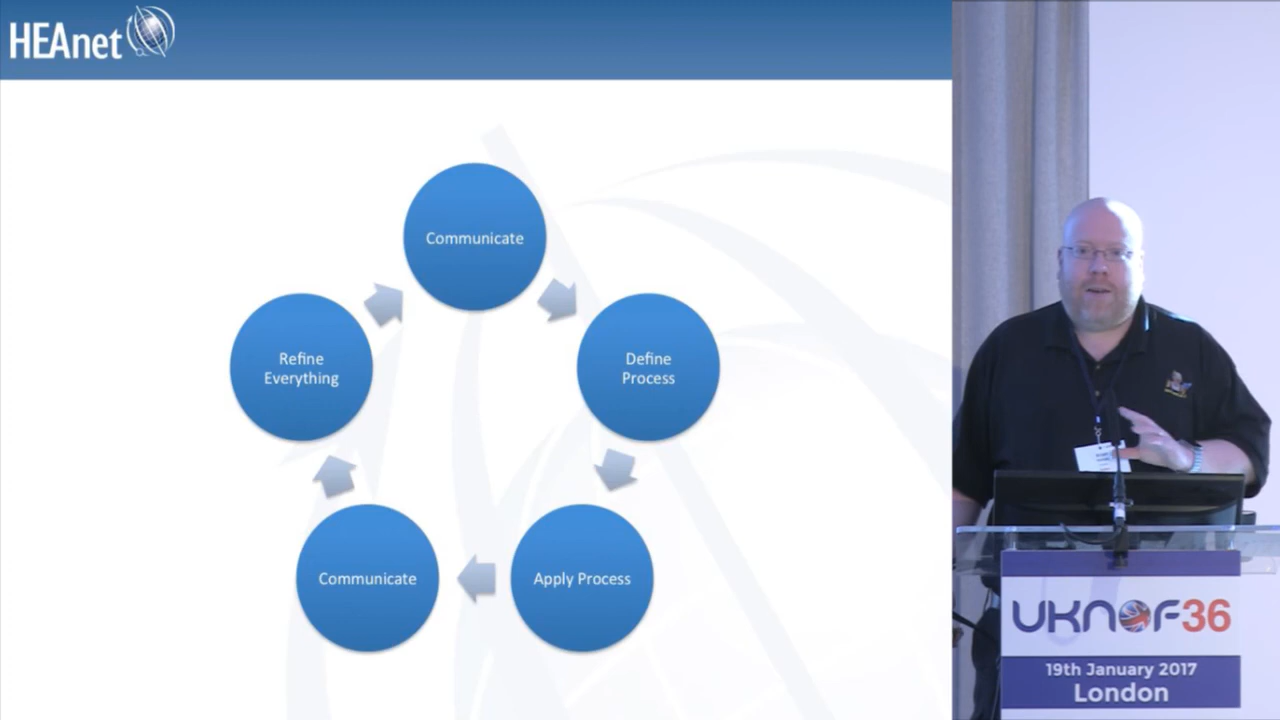 HEAnet
Communicate
Define
Process
Apply Process
Communicate
Refine
Everything
UKNOF36
19th January 2017
London